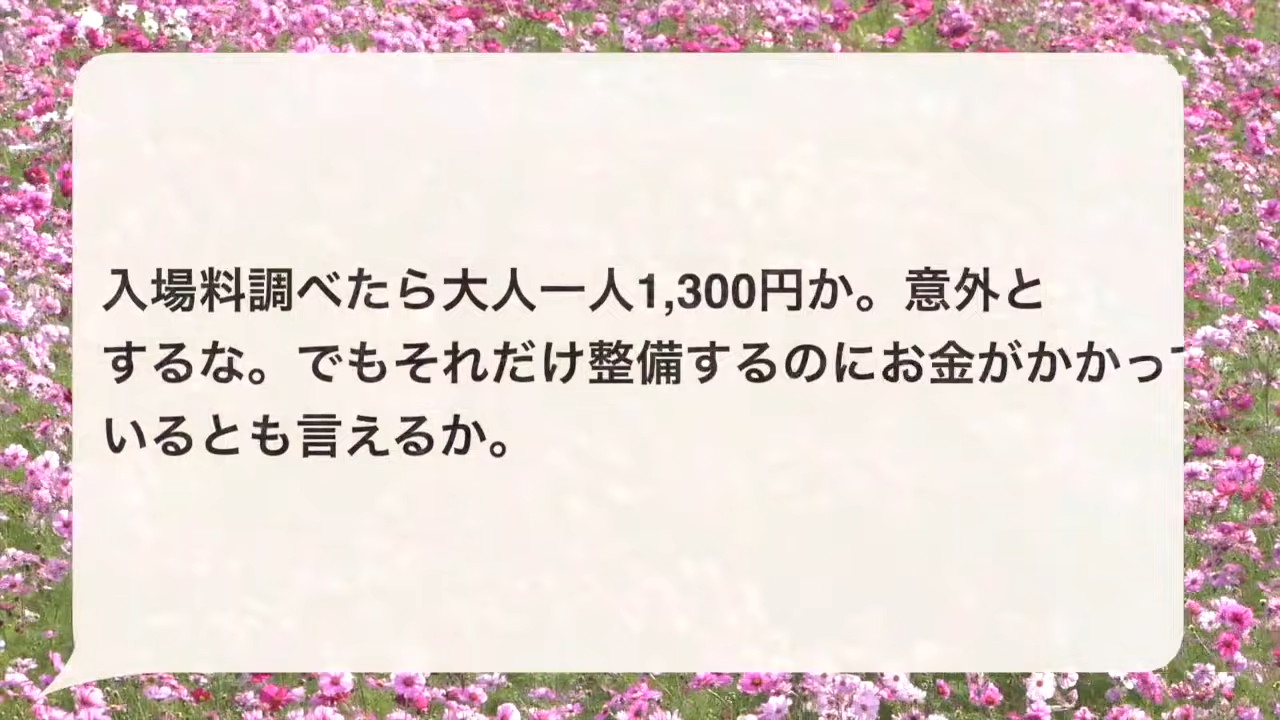 入場料調べたら大人一人1,300円か。意外と
するな。でもそれだけ整備するのにお金がかかって
いるとも言えるか。